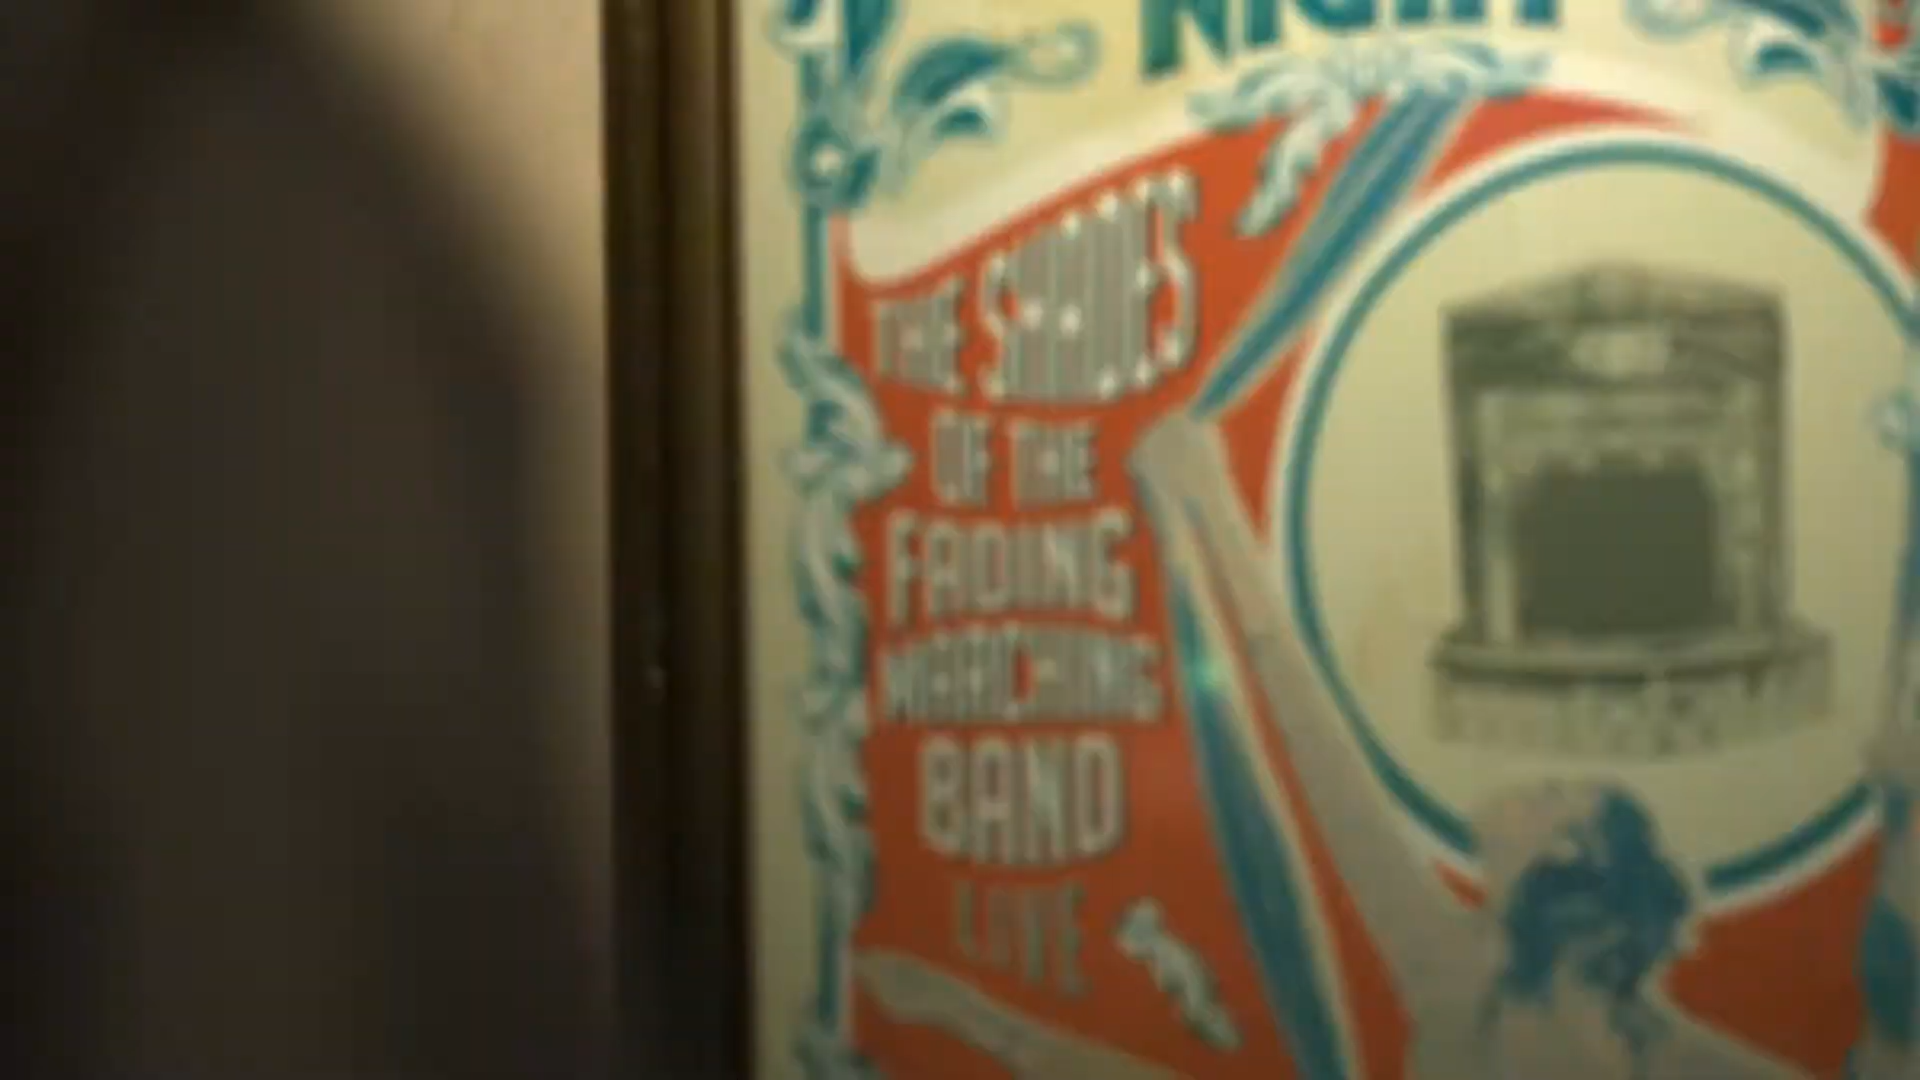 NIGHT
THE SHADES
OF THE
FADING
MARCHING
BAND
LIVE